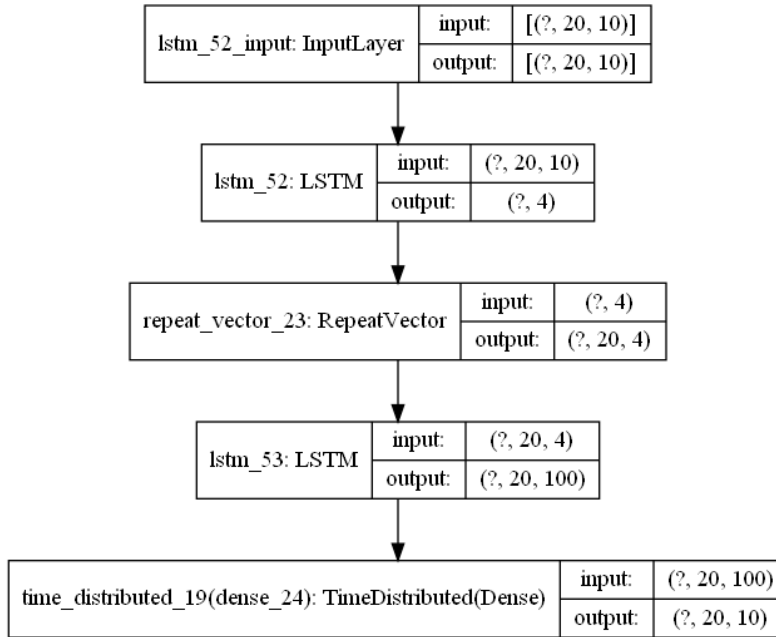 lstm_52_input: InputLayer
input:
[(?, 20, 10)]
output:
[(?, 20, 10)]
lstm_52: LSTM
input:
(?, 20, 10)
output:
(?, 4)
repeat_vector_23: RepeatVector
input:
(?, 4)
output:
(?, 20, 4)
lstm_53: LSTM
input:
(?, 20, 4)
output:
(?, 20, 100)
time_distributed_19(dense_24): TimeDistributed(Dense)
input:
(?, 20, 100)
output:
(?, 20, 10)